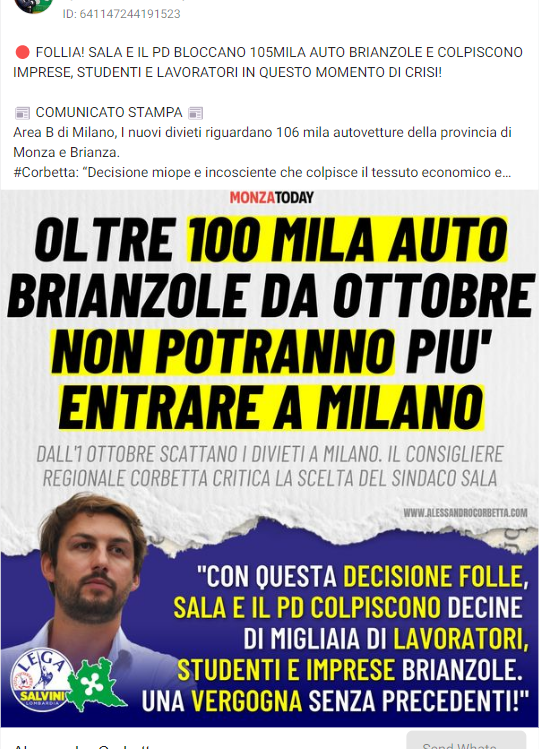 ID: 641147244191523
🔴 FOLLIA! SALA E IL PD BLOCCANO 105MILA AUTO BRIANZOLE E COLPISCONO
IMPRESE, STUDENTI E LAVORATORI IN QUESTO MOMENTO DI CRISI!
📰 COMUNICATO STAMPA 📰
Area B di Milano, I nuovi divieti riguardano 106 mila autovetture della provincia di
Monza e Brianza.
#Corbetta: “Decisione miope e incosciente che colpisce il tessuto economico e...
MONZATODAY
OLTRE 100 MILA AUTO
BRIANZOLE DA OTTOBRE
NON POTRANNO PIU'
ENTRARE A MILANO
DALL'1 OTTOBRE SCATTANO I DIVIETI A MILANO. IL CONSIGLIERE
REGIONALE CORBETTA CRITICA LA SCELTA DEL SINDACO SALA
WWW.ALESSANDROCORBETTA.COM
"CON QUESTA DECISIONE FOLLE,
SALA E IL PD COLPISCONO DECINE
DI MIGLIAIA DI LAVORATORI,
STUDENTI E IMPRESE BRIANZOLE.
UNA VERGOGNA SENZA PRECEDENTI!"
LEGA
SALVINI
LOMBARDIA